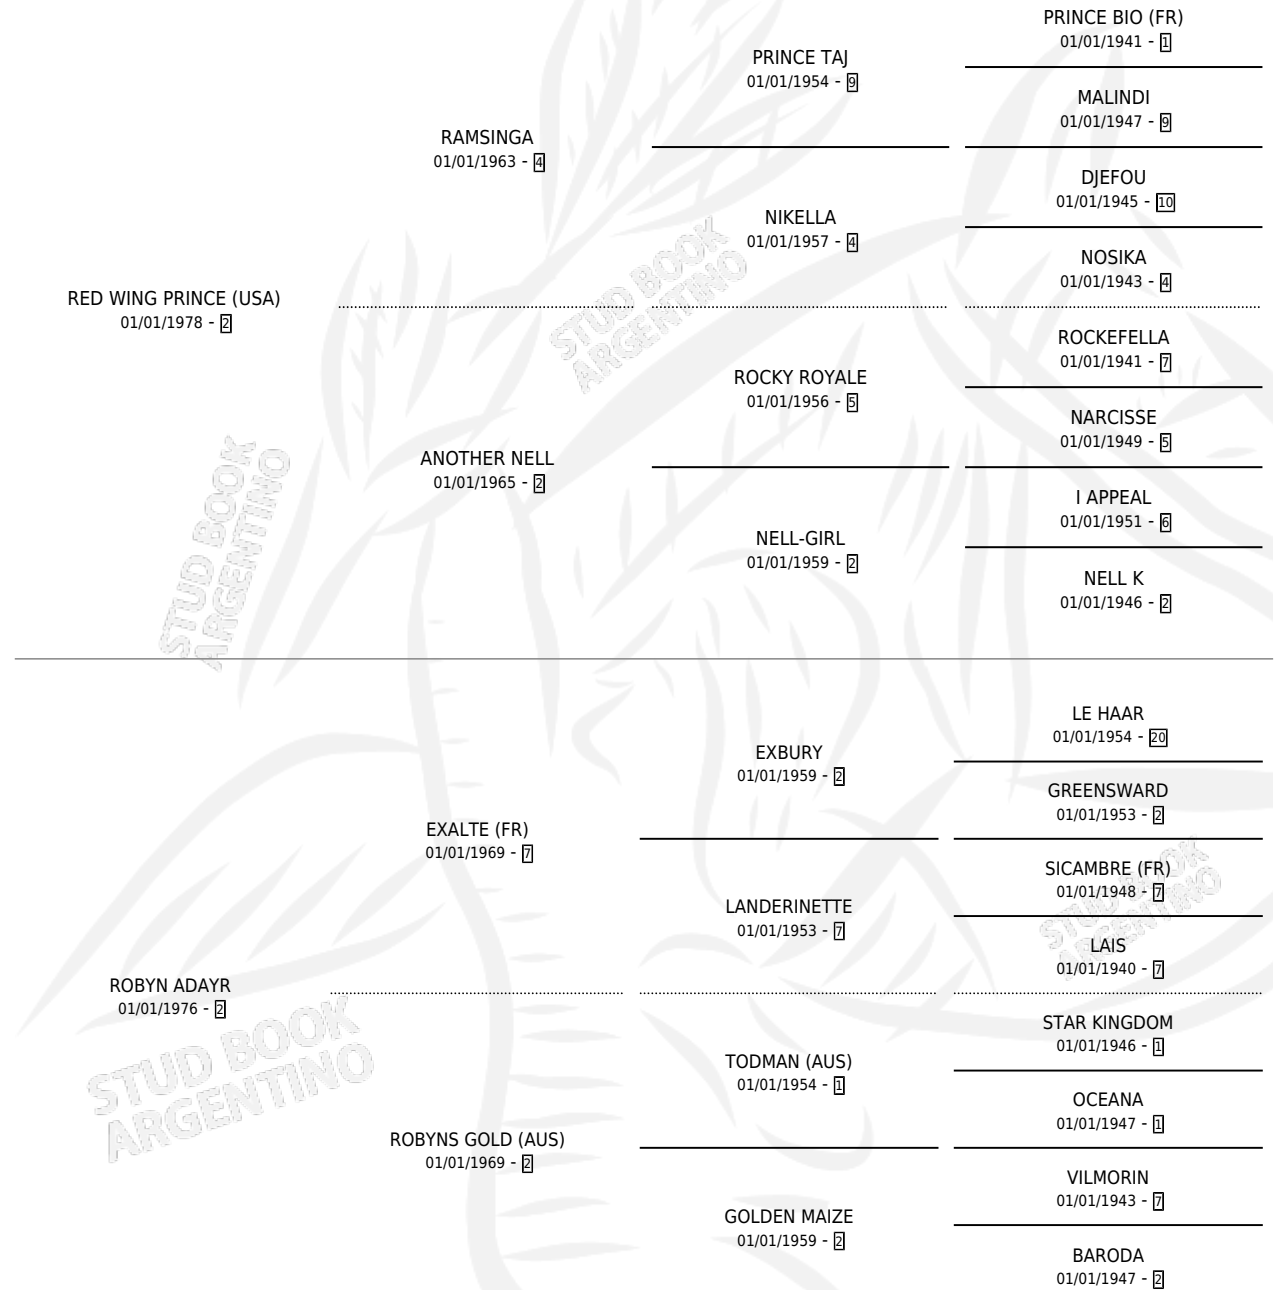 PRINCE BIO (FR)
01/01/1941 - 1
PRINCE TAJ
01/01/1954 - 9
MALINDI
01/01/1947 - 9
RAMSINGA
01/01/1963 - 4
DJEFOU
01/01/1945 - 10
NIKELLA
01/01/1957 - 4
NOSIKA
01/01/1943 - 4
RED WING PRINCE (USA)
01/01/1978 - 2
ROCKEFELLA
01/01/1941 - 7
ROCKY ROYALE
01/01/1956 - 5
NARCISSE
01/01/1949 - 5
ANOTHER NELL
01/01/1965 - 2
I APPEAL
01/01/1951 - 6
NELL-GIRL
01/01/1959 - 2
NELL K
01/01/1946 - 2
LE HAAR
01/01/1954 - 20
EXBURY
01/01/1959 - 2
GREENSWARD
01/01/1953 - 2
EXALTE (FR)
01/01/1969 - 7
SICAMBRE (FR)
01/01/1948 - 7
LANDERINETTE
01/01/1953 - 7
LAIS
01/01/1940 - 7
ROBYN ADAYR
01/01/1976 - 2
STAR KINGDOM
01/01/1946 - 1
TODMAN (AUS)
01/01/1954 - 1
OCEANA
01/01/1947 - 1
ROBYNS GOLD (AUS)
01/01/1969 - 2
VILMORIN
01/01/1943 - 7
GOLDEN MAIZE
01/01/1959 - 2
BARODA
01/01/1947 - 2
STUD BOOK
ARGENTINO
STUD BOOK
ARGENTINO
STUD BOOK
ARGENTINO
STUD BOOK
ARGENTINO